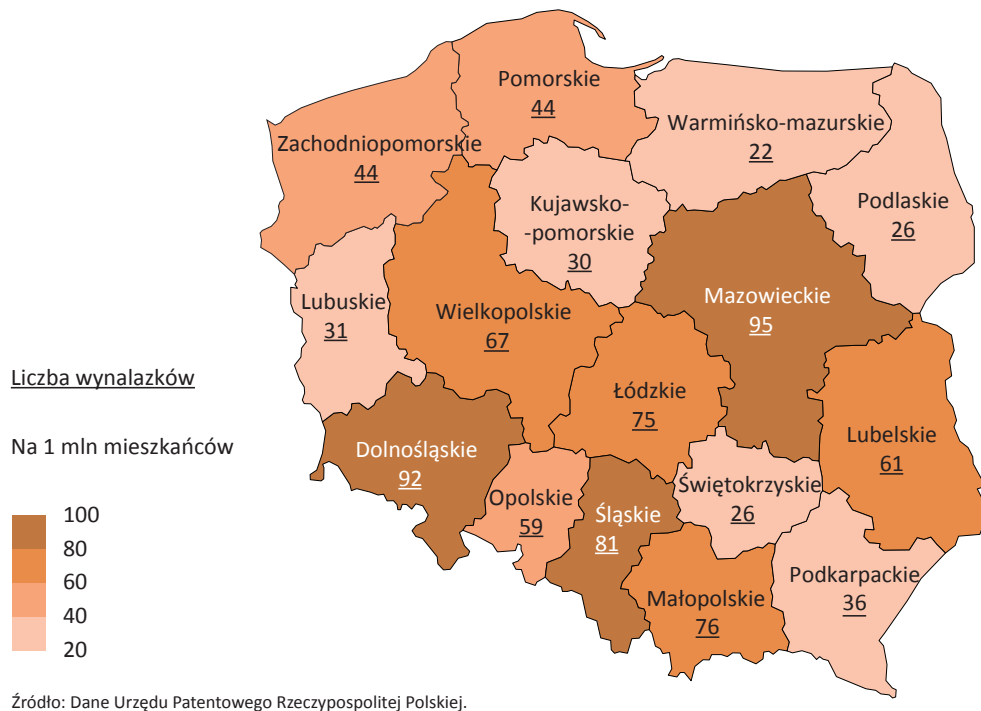 Pomorskie
44
Warmińsko-mazurskie
22
Zachodniopomorskie
44
Podlaskie
26
Kujawsko-
-pomorskie
30
Mazowieckie
95
Lubuskie
31
Wielkopolskie
67
Liczba wynalazków
Na 1 mln mieszkańców
Łódzkie
75
Lubelskie
61
Dolnośląskie
92
Opolskie
59
Śląskie
81
Świętokrzyskie
26
Małopolskie
76
Podkarpackie
36
100
80
60
40
20
Źródło: Dane Urzędu Patentowego Rzeczypospolitej Polskiej.